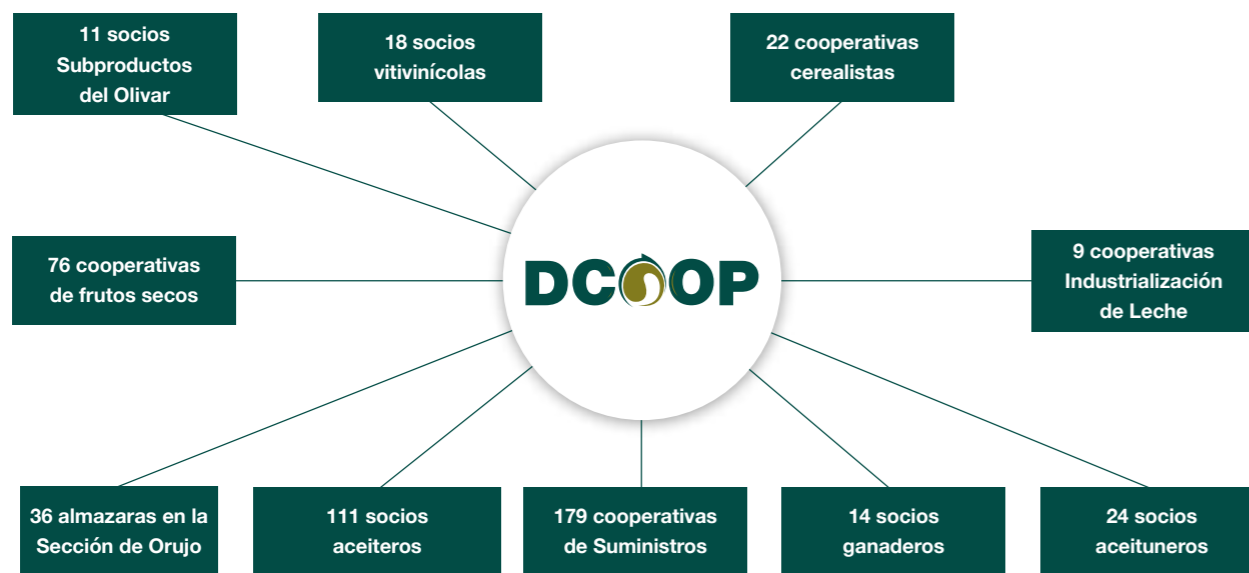 11 socios
Subproductos
del Olivar
18 socios
vitivinícolas
22 cooperativas
cerealistas
76 cooperativas
de frutos secos
DCOOP
9 cooperativas
Industrialización
de Leche
36 almazaras en la
Sección de Orujo
111 socios
aceiteros
179 cooperativas
de Suministros
14 socios
ganaderos
24 socios
aceituneros